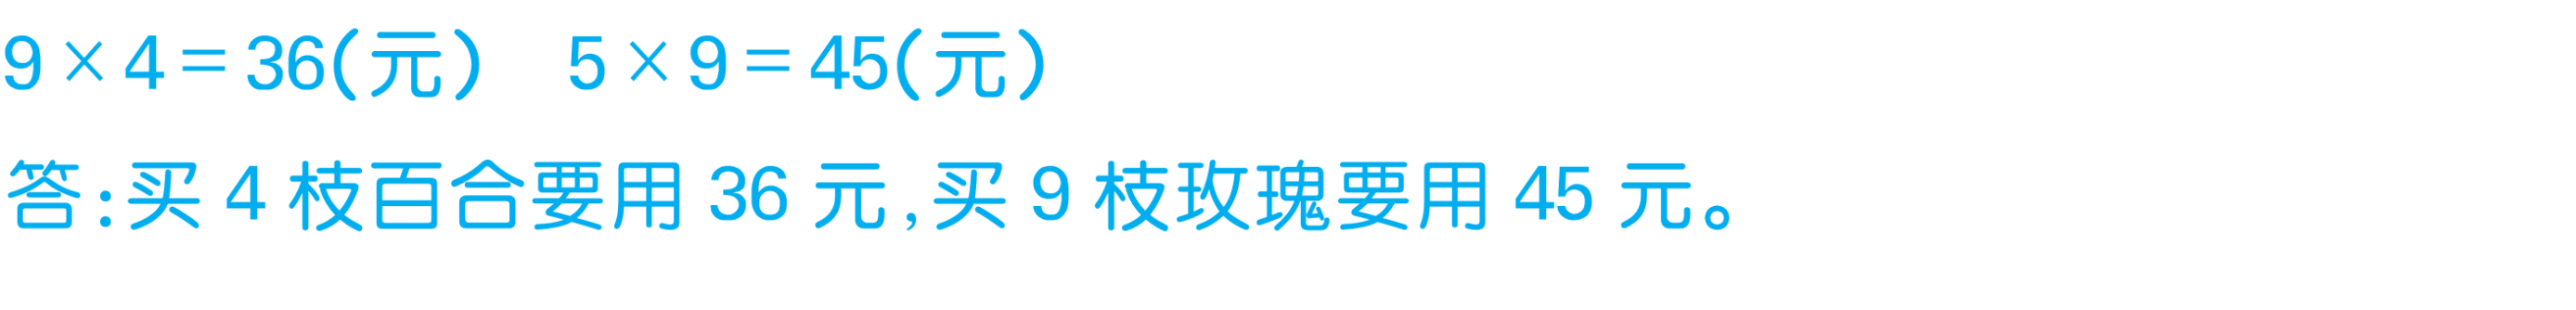 9×4=36(元)  5×9=45(元)
答:买 4 枝百合要用 36 元,买 9 枝玫瑰要用 45 元。